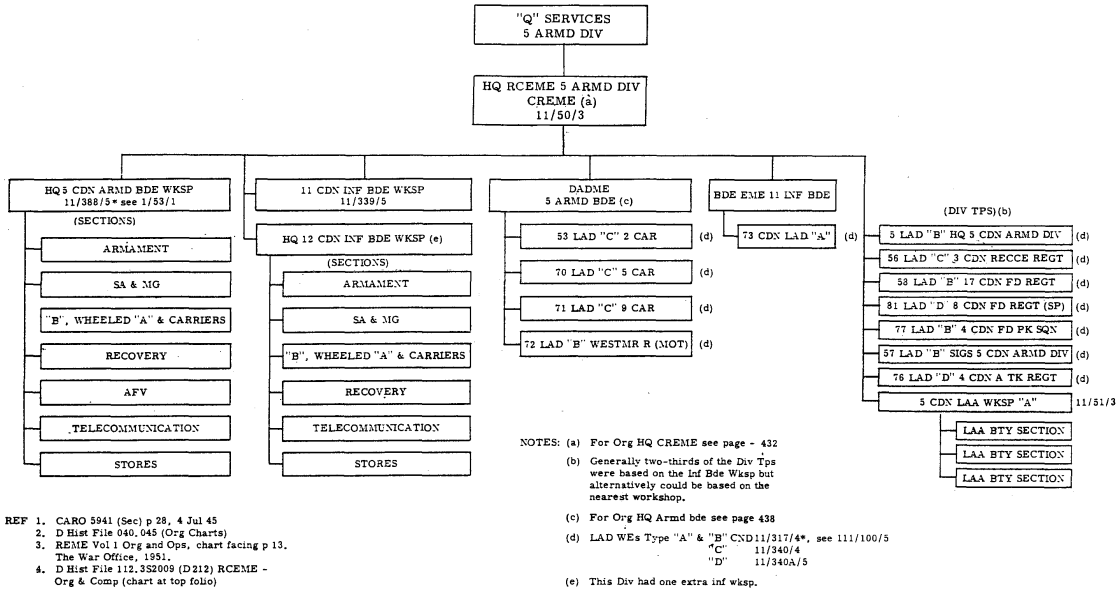 "Q" SERVICES
5 ARMD DIV
HQ RCEME 5 ARMD DIV
CREME (a)
11/50/3
HQ 5 CDN ARMD BDE WKSP
11/388/5* see 1/53/1
(SECTIONS)
ARMAMENT
SA & MG
"B", WHEELED "A" & CARRIERS
RECOVERY
AFV
TELECOMMUNICATION
STORES
11 CDN INF BDE WKSP
11/339/5
HQ 12 CDN INF BDE WKSP (e)
(SECTIONS)
ARMAMENT
SA & MG
"B", WHEELED "A" & CARRIERS
RECOVERY
TELECOMMUNICATION
STORES
DADME
5 ARMD BDE (c)
53 LAD "C" 2 CAR (d)
70 LAD "C" 5 CAR (d)
71 LAD "C" 9 CAR (d)
72 LAD "B" WESTMR R (MOT) (d)
BDE EME 11 INF BDE
73 CDN LAD "A" (d)
(DIV TPS) (b)
5 LAD "B" HQ 5 CDN ARMD DIV (d)
56 LAD "C" 3 CDN RECCE REGT (d)
58 LAD "B" 17 CDN FD REGT (d)
81 LAD "D" 8 CDN FD REGT (SP) (d)
77 LAD "B" 4 CDN FD PK SQN (d)
57 LAD "B" SIGS 5 CDN ARMD DIV (d)
76 LAD "D" 4 CDN A TK REGT (d)
5 CDN LAA WKSP "A" 11/51/3
LAA BTY SECTION
LAA BTY SECTION
LAA BTY SECTION
NOTES: (a) For Org HQ CREME see page - 432
(b) Generally two-thirds of the Div Tps
were based on the Inf Bde Wksp but
alternatively could be based on the
nearest workshop.
(c) For Org HQ Armd bde see page 438
(d) LAD WEs Type "A" & "B" CND 11/317/4*, see 111/100/5
"C" 11/340/4
"D" 11/340A/5
(e) This Div had one extra inf wksp.
REF 1. CARO 5941 (Sec) p 28, 4 Jul 45
2. D Hist File 040.045 (Org Charts)
3. REME Vol 1 Org and Ops, chart facing p 13.
The War Office, 1951.
4. D Hist File 112.3S2009 (D212) RCEME -
Org & Comp (chart at top folio)